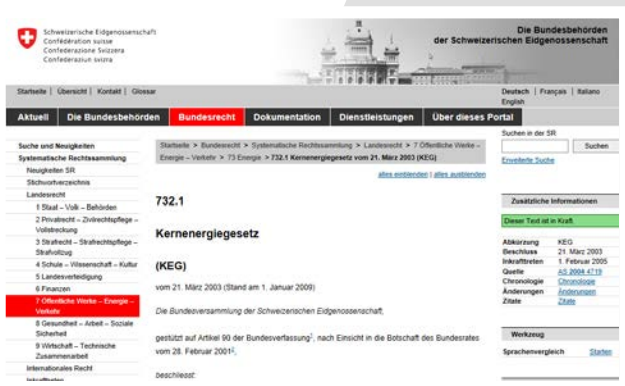 Schweizerische Eidgenossenschaft
Confédération suisse
Confederazione Svizzera
Confederaziun svizra
Die Bundesbehörden
der Schweizerischen Eidgenossenschaft
Startseite | Übersicht | Kontakt | Glossar
Deutsch | Français | Italiano
English
Aktuell Die Bundesbehörden Bundesrecht Dokumentation Dienstleistungen Über dieses Portal
Suche und Neuigkeiten
Systematische Rechtssammlung
Neuigkeiten SR
Stichwortverzeichnis
Landesrecht
1 Staat – Volk – Behörden
2 Privatrecht – Zivilrechtspflege –
Vollstreckung
3 Strafrecht – Strafrechtspflege –
Strafvollzug
4 Schule – Wissenschaft – Kultur
5 Landesverteidigung
6 Finanzen
7 Öffentliche Werke – Energie –
Verkehr
8 Gesundheit – Arbeit – Soziale
Sicherheit
9 Wirtschaft – Technische
Zusammenarbeit
Internationales Recht
Inkrafttreten
Startseite > Bundesrecht > Systematische Rechtssammlung > Landesrecht > 7 Öffentliche Werke –
Energie – Verkehr > 73 Energie > 732.1 Kernenergiegesetz vom 21. März 2003 (KEG)
alles einblenden | alles ausblenden
732.1
Kernenergiegesetz
(KEG)
vom 21. März 2003 (Stand am 1. Januar 2009)
Die Bundesversammlung der Schweizerischen Eidgenossenschaft,
gestützt auf Artikel 90 der Bundesverfassung1, nach Einsicht in die Botschaft des Bundesrates
vom 28. Februar 20012,
beschliesst:
Suchen in der SR
Suchen
Erweiterte Suche
Zusätzliche Informationen
Dieser Text ist in Kraft.
Abkürzung KEG
Beschluss 21. März 2003
Inkrafttreten 1. Februar 2005
Quelle AS 2004 4719
Chronologie Chronologie
Änderungen Änderungen
Zitate Zitate
Werkzeug
Sprachenvergleich Starten